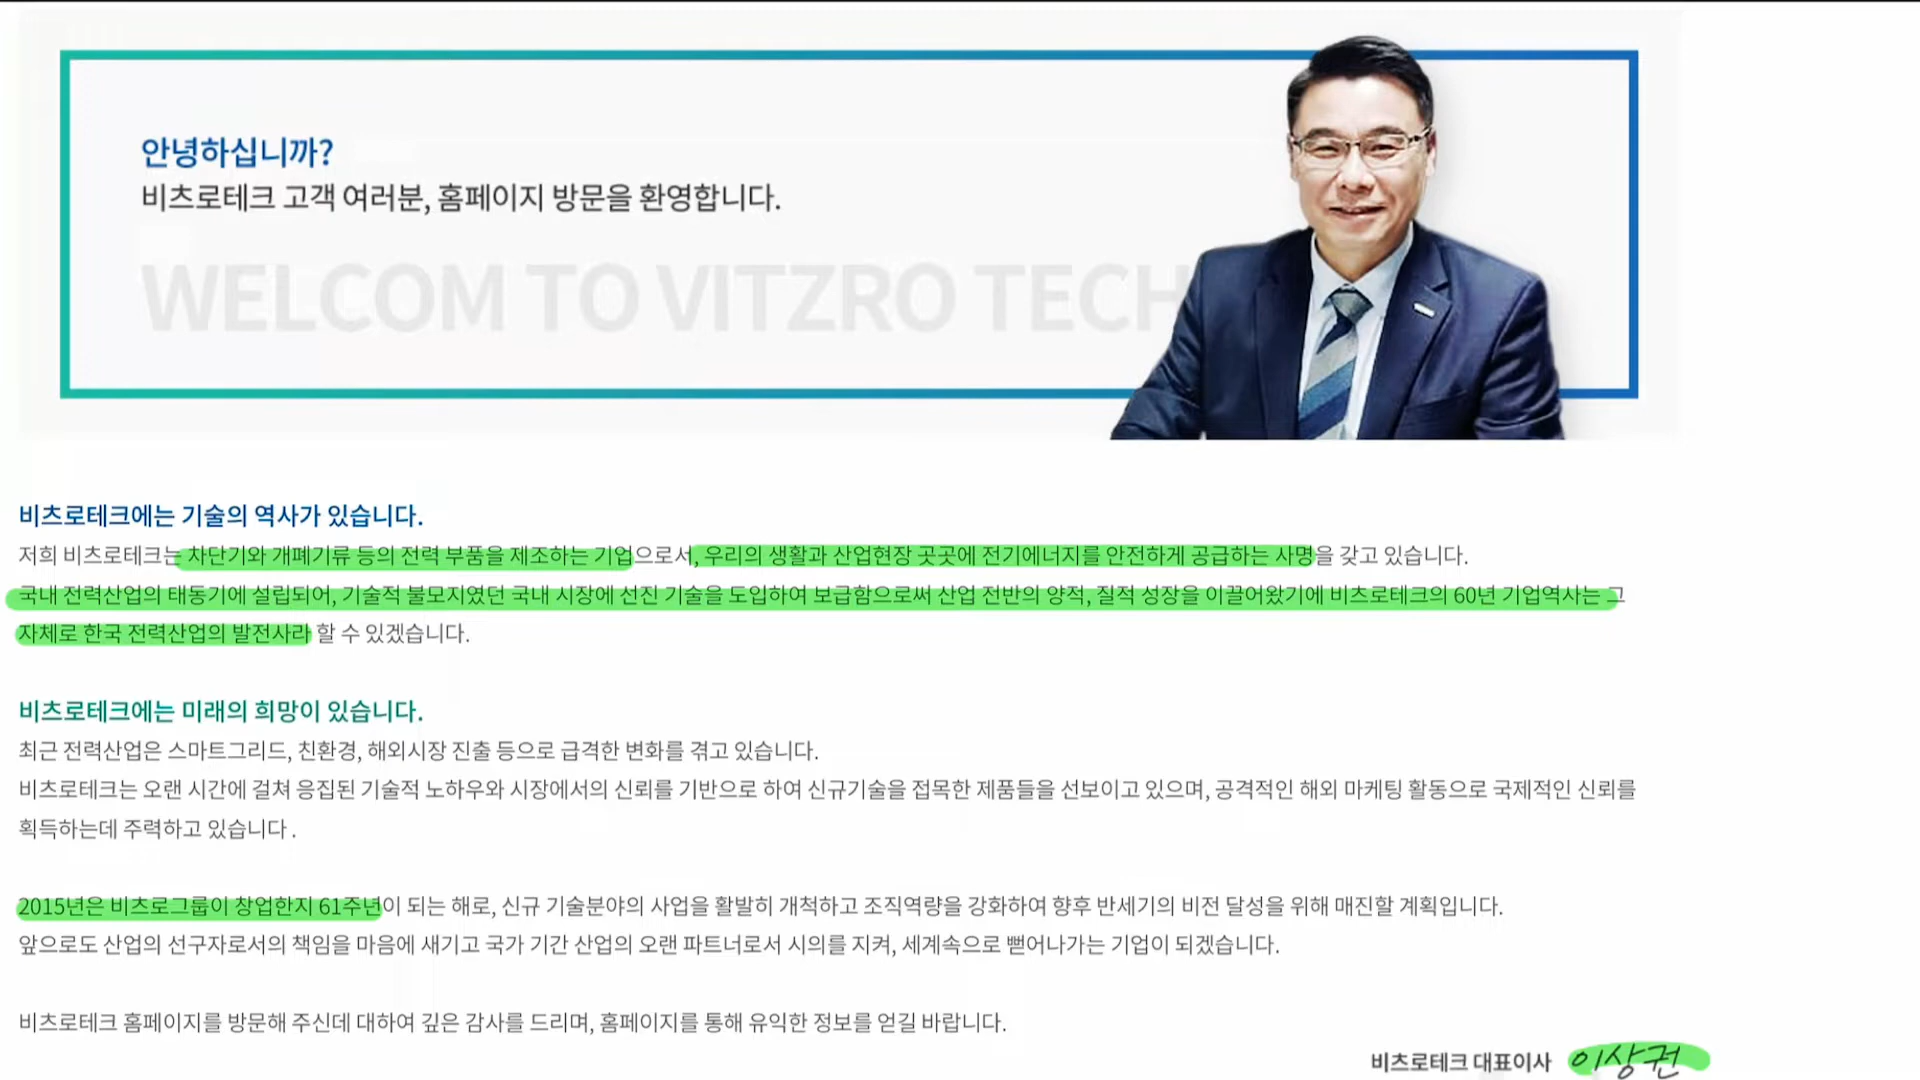 안녕하십니까?
비츠로테크 고객 여러분, 홈페이지 방문을 환영합니다.
WELCOM TO VITZRO TECH
비츠로테크에는 기술의 역사가 있습니다.
저희 비츠로테크는 차단기와 개폐기류 등의 전력 부품을 제조하는 기업으로서, 우리의 생활과 산업현장 곳곳에 전기에너지를 안전하게 공급하는 사명을 갖고 있습니다.
국내 전력산업의 태동기에 설립되어, 기술적 불모지였던 국내 시장에 선진 기술을 도입하여 보급함으로써 산업 전반의 양적, 질적 성장을 이끌어왔기에 비츠로테크의 60년 기업역사는 그
자체로 한국 전력산업의 발전사라 할 수 있겠습니다.
비츠로테크에는 미래의 희망이 있습니다.
최근 전력산업은 스마트그리드, 친환경, 해외시장 진출 등으로 급격한 변화를 겪고 있습니다.
비츠로테크는 오랜 시간에 걸쳐 응집된 기술적 노하우와 시장에서의 신뢰를 기반으로 하여 신규기술을 접목한 제품들을 선보이고 있으며, 공격적인 해외 마케팅 활동으로 국제적인 신뢰를
획득하는데 주력하고 있습니다.
2015년은 비츠로그룹이 창업한지 61주년이 되는 해로, 신규 기술분야의 사업을 활발히 개척하고 조직역량을 강화하여 향후 반세기의 비전 달성을 위해 매진할 계획입니다.
앞으로도 산업의 선구자로서의 책임을 마음에 새기고 국가 기간 산업의 오랜 파트너로서 시의를 지켜, 세계속으로 뻗어나가는 기업이 되겠습니다.
비츠로테크 홈페이지를 방문해 주신데 대하여 깊은 감사를 드리며, 홈페이지를 통해 유익한 정보를 얻길 바랍니다.
비츠로테크 대표이사 이상권